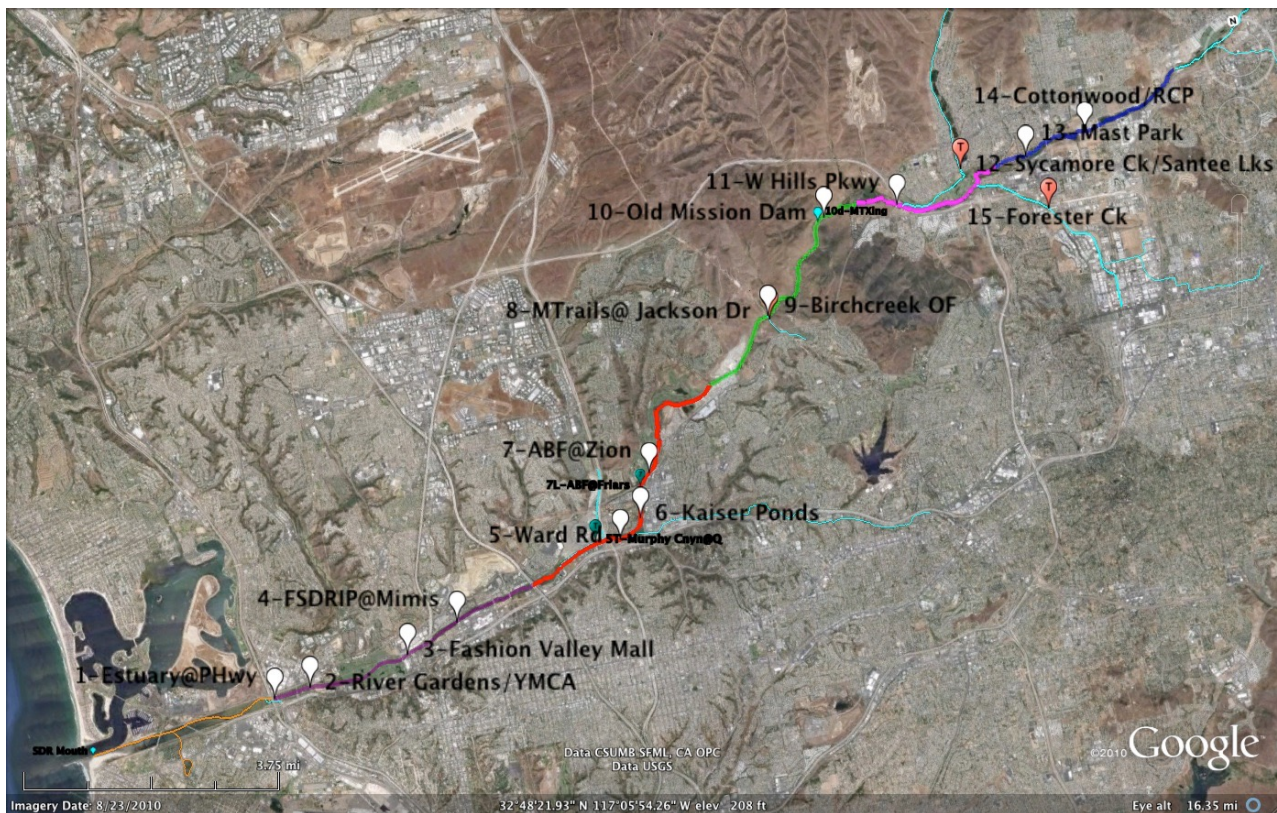 N
14-Cottonwood/RCP
13-Mast Park
T
12-Sycamore Ck/Santee Lks
11-W Hills Pkwy
T
10-Old Mission Dam
10d-MTXing
15-Forester Ck
8-MTrails@ Jackson Dr
9-Birchcreek OF
7-ABF@Zion
7L-ABF@Friars
6-Kaiser Ponds
5-Ward Rd
5T-Murphy Cnyn@Q
4-FSDRIP@Mimis
3-Fashion Valley Mall
1-Estuary@PHwy
2-River Gardens/YMCA
SDR Mouth
3.75 mi
Data CSUMB SFML, CA OPC
Data USGS
©2010 Google
Imagery Date: 8/23/2010
32°48'21.93" N 117°05'54.26" W elev 208 ft
Eye alt 16.35 mi